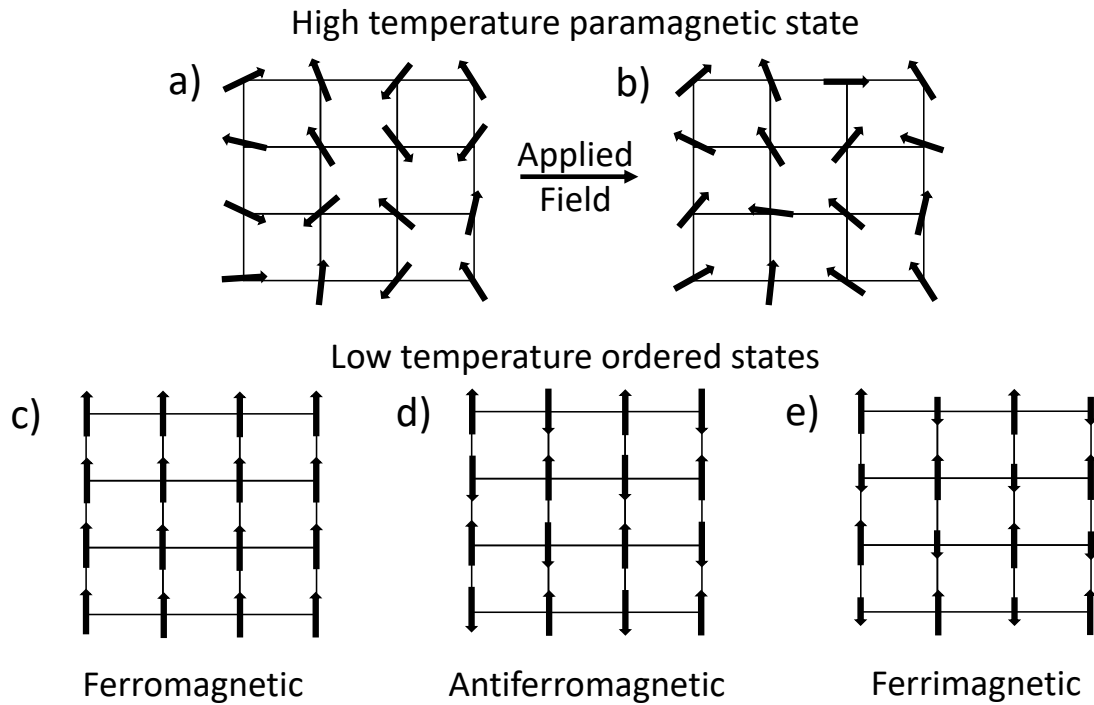 High temperature paramagnetic state
a)
b)
Applied
Field
Low temperature ordered states
c)
d)
e)
Ferromagnetic
Antiferromagnetic
Ferrimagnetic